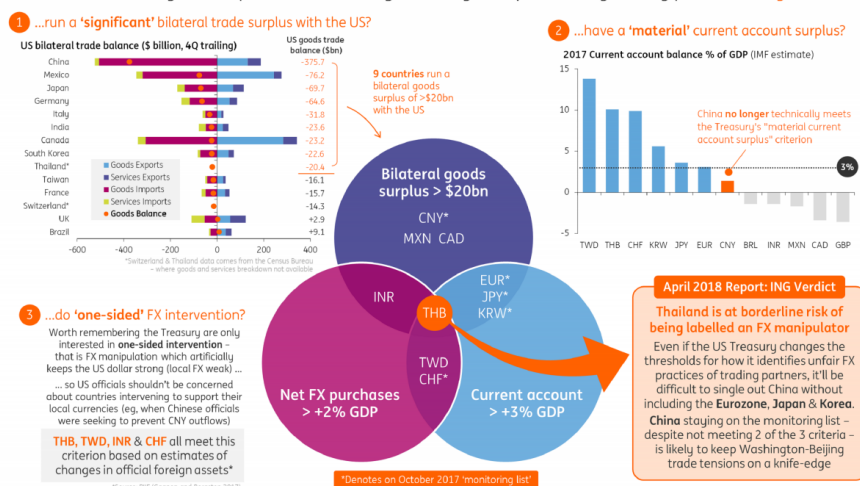 1 ...run a 'significant' bilateral trade surplus with the US?
US bilateral trade balance ($ billion, 4Q trailing)
US goods trade
balance ($bn)
China -375.7
Mexico -76.2
Japan -69.7
Germany -64.6
Italy -31.8
India -23.6
Canada -23.2
South Korea -22.6
Thailand* -20.4
Taiwan -16.1
France -15.7
Switzerland* -14.3
UK +2.9
Brazil +9.1
Goods Exports
Services Exports
Goods Imports
Services Imports
Goods Balance
-600 -400 -200 0 200 400
*Switzerland & Thailand data comes from the Census Bureau
– where goods and services breakdown not available
9 countries run a
bilateral goods
surplus of >$20bn
with the US
2 ...have a 'material' current account surplus?
2017 Current account balance % of GDP (IMF estimate)
15
10
5
0
-5
China no longer technically meets
the Treasury's "material current
account surplus" criterion
3%
TWD THB CHF KRW JPY EUR CNY BRL INR MXN CAD GBP
Bilateral goods
surplus > $20bn
CNY*
MXN CAD
EUR*
JPY*
KRW*
INR
THB
TWD
CHF*
Net FX purchases
> +2% GDP
Current account
> +3% GDP
*Denotes on October 2017 'monitoring list'
3 ...do 'one-sided' FX intervention?
Worth remembering the Treasury are only
interested in one-sided intervention –
that is FX manipulation which artificially
keeps the US dollar strong (local FX weak) ...
... so US officials shouldn't be concerned
about countries intervening to support their
local currencies (eg, when Chinese officials
were seeking to prevent CNY outflows)
THB, TWD, INR & CHF all meet this
criterion based on estimates of
changes in official foreign assets*
April 2018 Report: ING Verdict
Thailand is at borderline risk of
being labelled an FX manipulator
Even if the US Treasury changes the
thresholds for how it identifies unfair FX
practices of trading partners, it'll be
difficult to single out China without
including the Eurozone, Japan & Korea.
China staying on the monitoring list –
despite not meeting 2 of the 3 criteria –
is likely to keep Washington-Beijing
trade tensions on a knife-edge